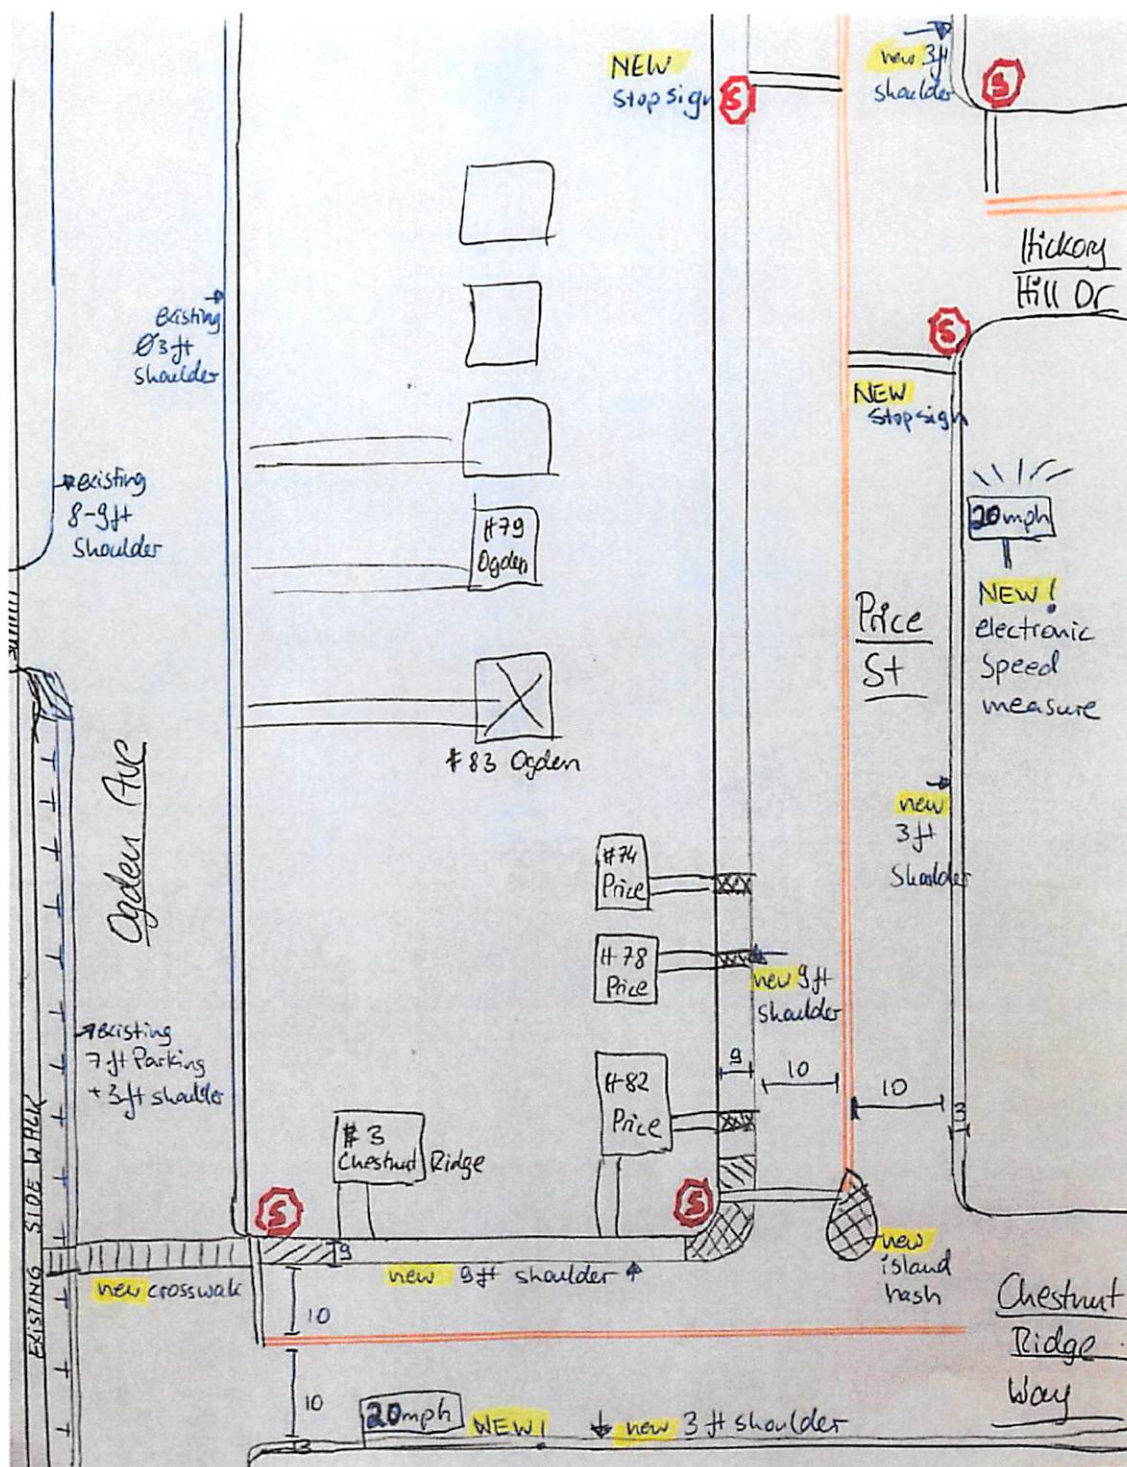 NEW
Stop sign
S
new 3ft
shoulder
S
Hickory
Hill Dr
existing
Ø3ft
shoulder
S
NEW
Stop sign
existing
8-9ft
shoulder
20mph
NEW!
electronic
speed
measure
#79
Ogden
Price
St
#83 Ogden
Ogden Ave
new
3ft
shoulder
#74
Price
#78
Price
new 9ft
shoulder
existing
7ft Parking
+3ft shoulder
9
10
10
3
#82
Price
#3
Chestnut Ridge
S
S
EXISTING SIDE WALK
9
new crosswalk
new 9ft shoulder
new
island
hash
10
Chestnut
Ridge
Way
10
20mph NEW!
new 3ft shoulder
3